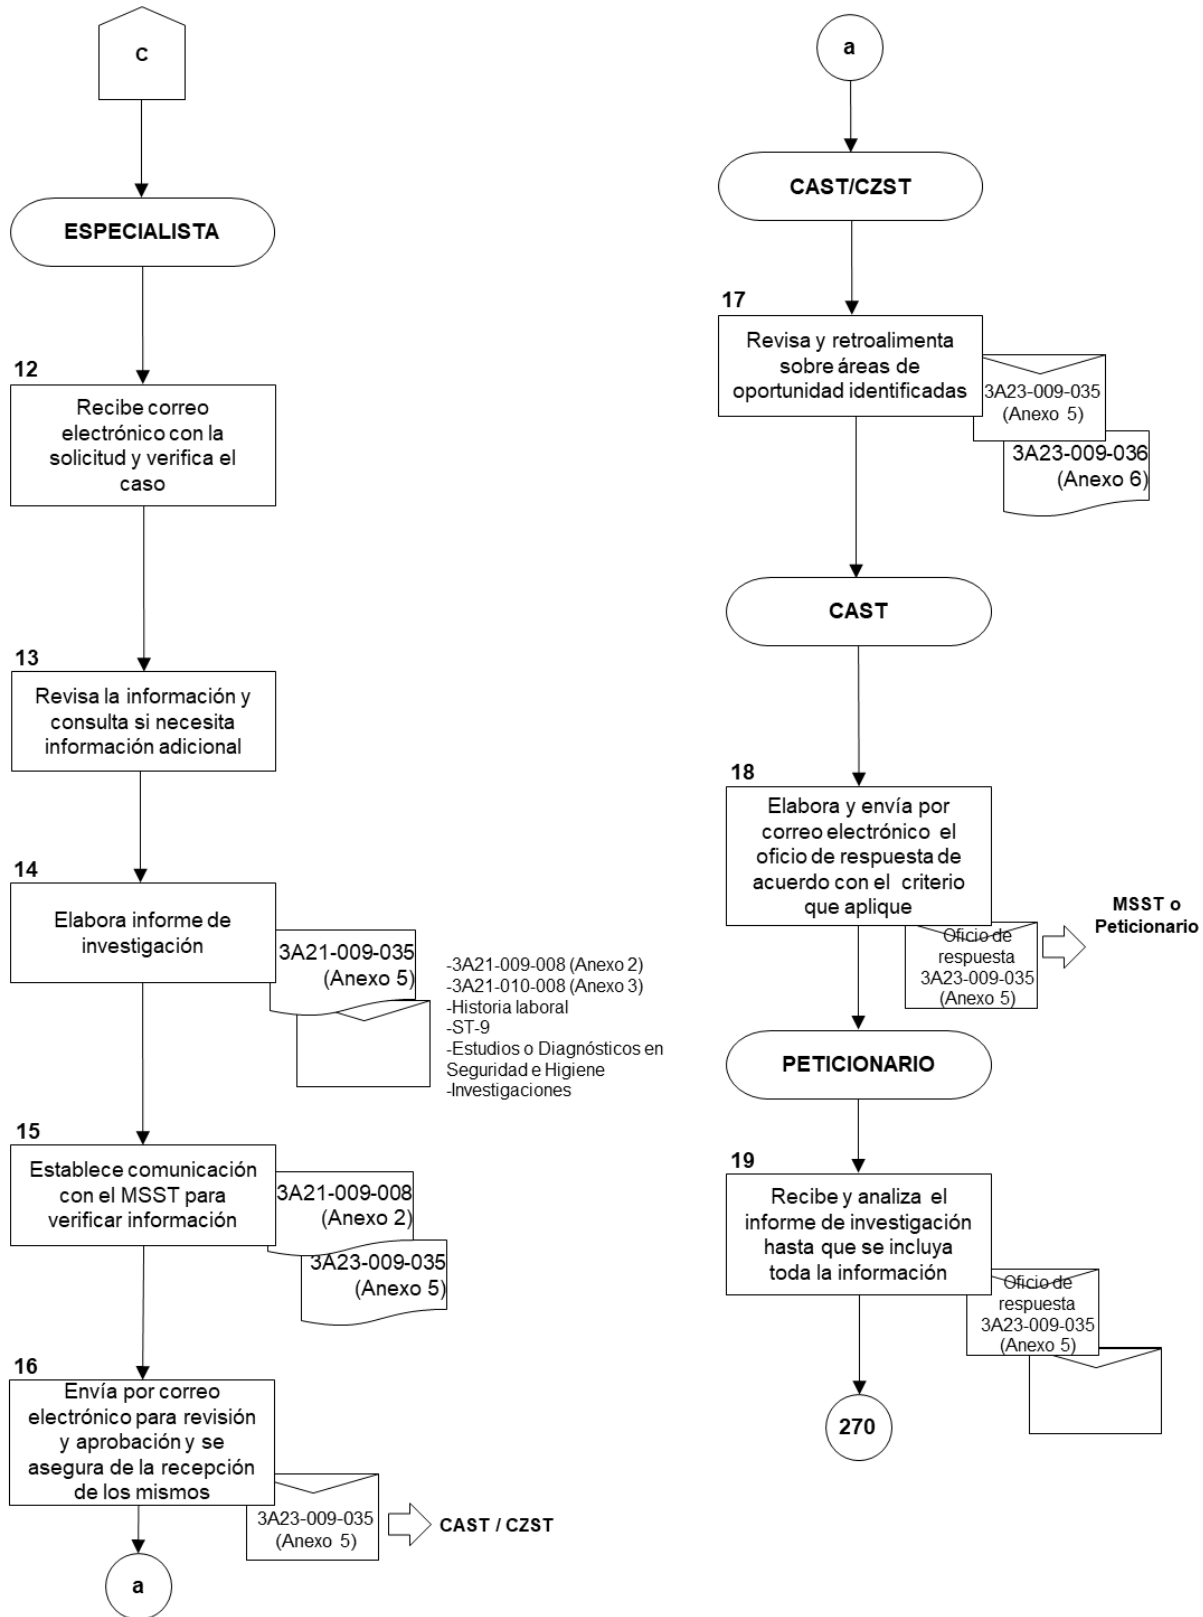 C
ESPECIALISTA
12
Recibe correo
electrónico con la
solicitud y verifica el
caso
13
Revisa la información y
consulta si necesita
información adicional
14
Elabora informe de
investigación
3A21-009-035
(Anexo 5)
-3A21-009-008 (Anexo 2)
-3A21-010-008 (Anexo 3)
-Historia laboral
-ST-9
-Estudios o Diagnósticos en
Seguridad e Higiene
-Investigaciones
15
Establece comunicación
con el MSST para
verificar información
3A21-009-008
(Anexo 2)
3A23-009-035
(Anexo 5)
16
Envía por correo
electrónico para revisión
y aprobación y se
asegura de la recepción
de los mismos
3A23-009-035
(Anexo 5)
CAST / CZST
a
a
CAST/CZST
17
Revisa y retroalimenta
sobre áreas de
oportunidad identificadas
3A23-009-035
(Anexo 5)
3A23-009-036
(Anexo 6)
CAST
18
Elabora y envía por
correo electrónico el
oficio de respuesta de
acuerdo con el criterio
que aplique
Oficio de
respuesta
3A23-009-035
(Anexo 5)
MSST o
Peticionario
PETICIONARIO
19
Recibe y analiza el
informe de investigación
hasta que se incluya
toda la información
Oficio de
respuesta
3A23-009-035
(Anexo 5)
270